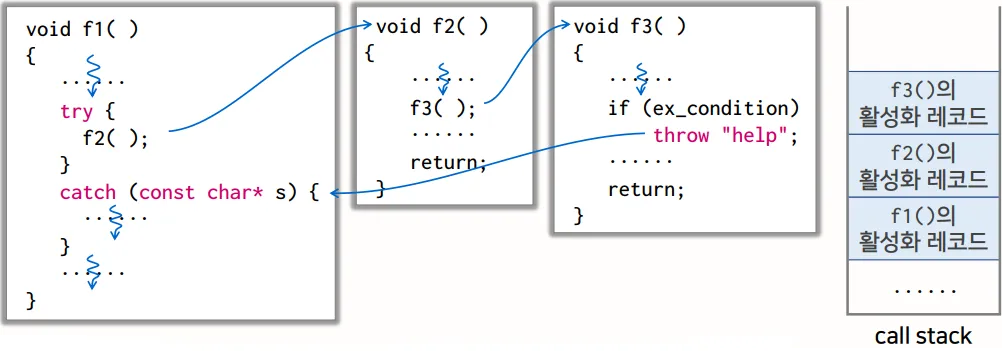 void f1( )
{
......
try {
f2( );
}
catch (const char* s) {
......
}
......
}
void f2( )
{
......
f3( );
......
return;
}
void f3( )
{
......
if (ex_condition)
throw "help";
......
return;
}
f3()의
활성화 레코드
f2()의
활성화 레코드
f1()의
활성화 레코드
......
call stack